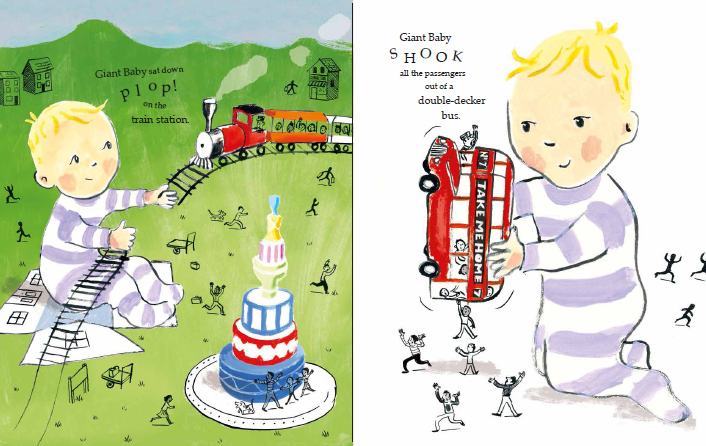 Giant Baby sat down
plop!
on the
train station.
Giant Baby
SHOOK
all the passengers
out of a
double-decker
bus.
TAKE ME HOME